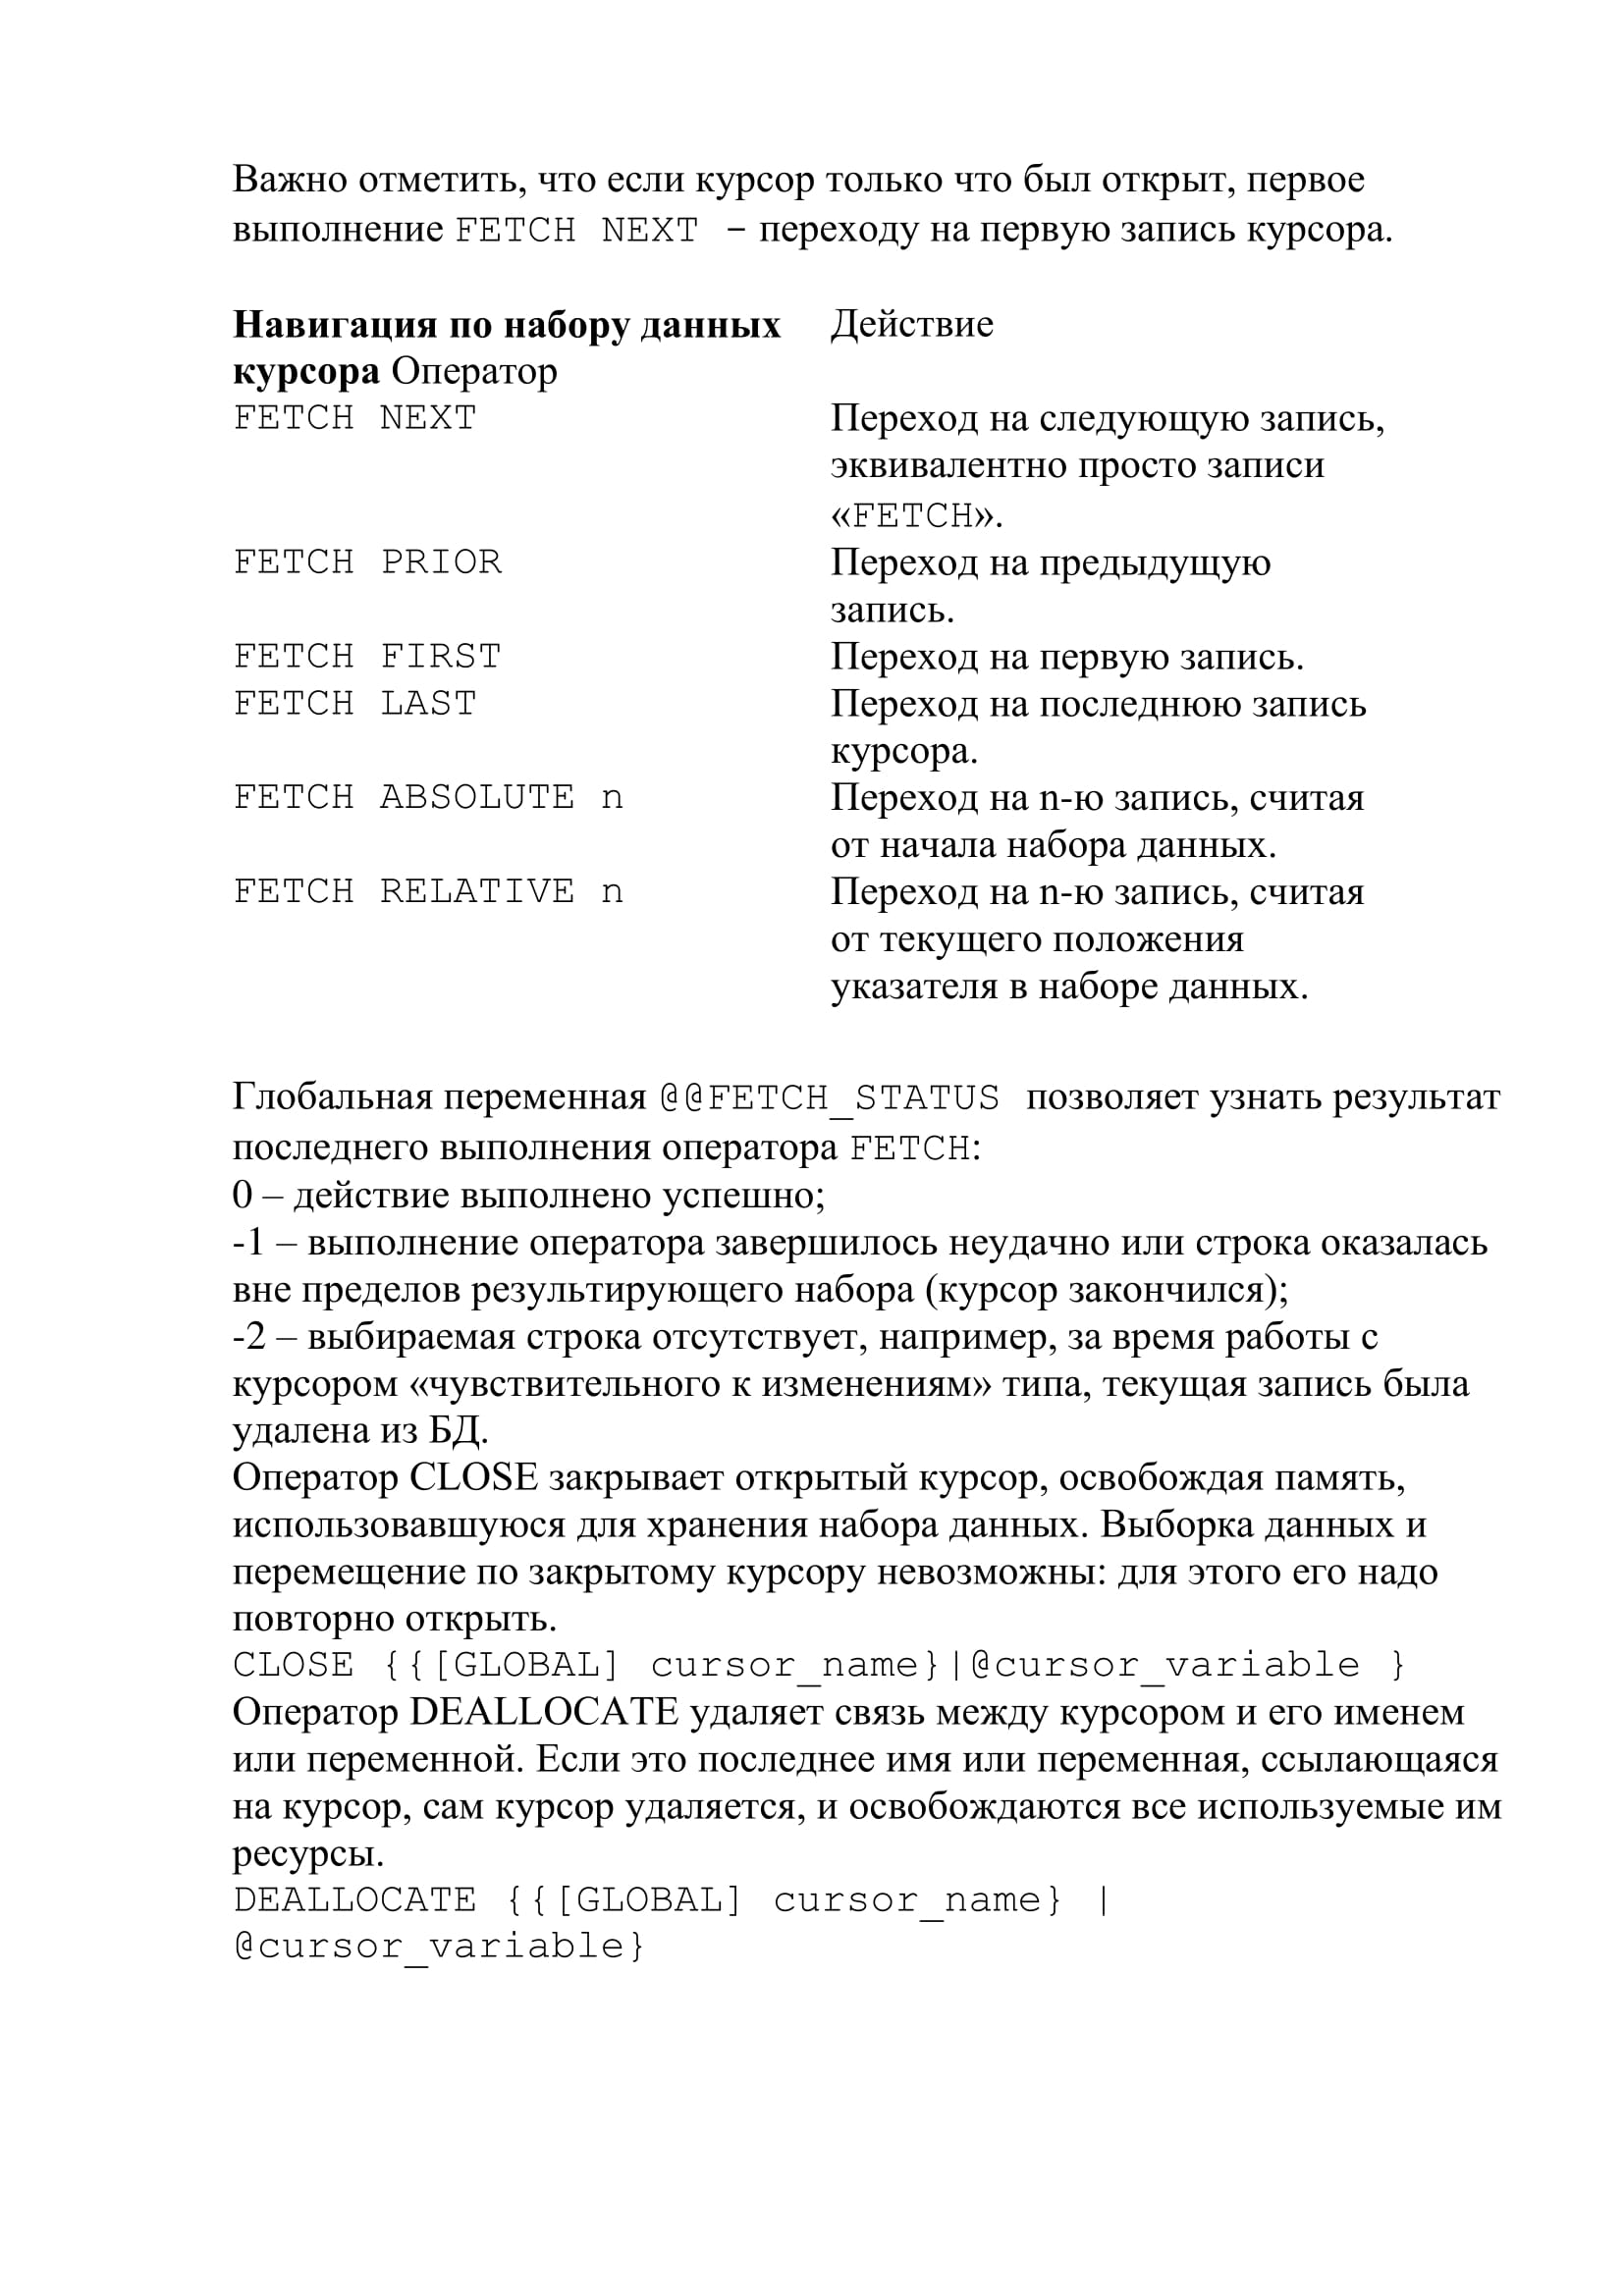 Важно отметить, что если курсор только что был открыт, первое
выполнение FETCH NEXT - переходу на первую запись курсора.
Навигация по набору данных Действие
курсора Оператор
FETCH NEXT Переход на следующую запись,
эквивалентно просто записи
«FETCH».
FETCH PRIOR Переход на предыдущую
запись.
FETCH FIRST Переход на первую запись.
FETCH LAST Переход на последнюю запись
курсора.
FETCH ABSOLUTE n Переход на n-ю запись, считая
от начала набора данных.
FETCH RELATIVE n Переход на n-ю запись, считая
от текущего положения
указателя в наборе данных.
Глобальная переменная @@FETCH_STATUS позволяет узнать результат
последнего выполнения оператора FETCH:
0 – действие выполнено успешно;
-1 – выполнение оператора завершилось неудачно или строка оказалась
вне пределов результирующего набора (курсор закончился);
-2 – выбираемая строка отсутствует, например, за время работы с
курсором «чувствительного к изменениям» типа, текущая запись была
удалена из БД.
Оператор CLOSE закрывает открытый курсор, освобождая память,
использовавшуюся для хранения набора данных. Выборка данных и
перемещение по закрытому курсору невозможны: для этого его надо
повторно открыть.
CLOSE {{[GLOBAL] cursor_name}|@cursor_variable }
Оператор DEALLOCATE удаляет связь между курсором и его именем
или переменной. Если это последнее имя или переменная, ссылающаяся
на курсор, сам курсор удаляется, и освобождаются все используемые им
ресурсы.
DEALLOCATE {{[GLOBAL] cursor_name} |
@cursor_variable}